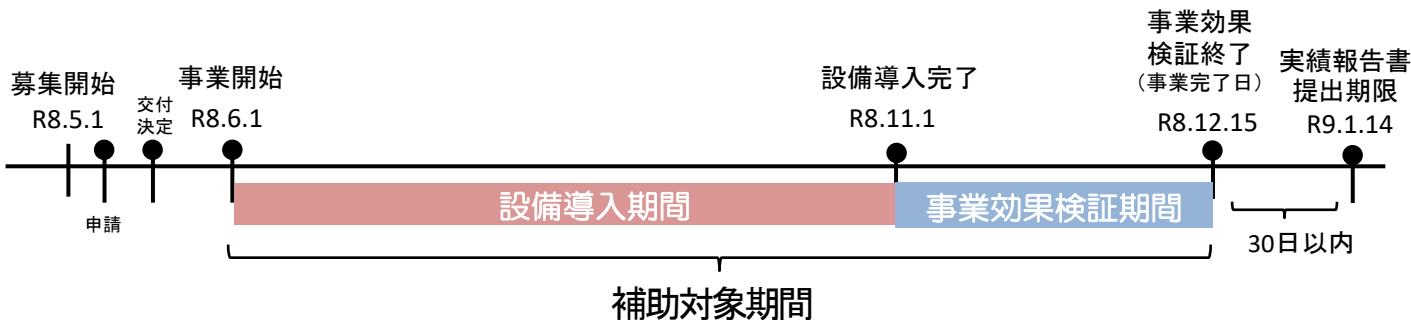 募集開始
R8.5.1
申請
交付
決定
事業開始
R8.6.1
設備導入完了
R8.11.1
事業効果
検証終了
（事業完了日）
R8.12.15
実績報告書
提出期限
R9.1.14
設備導入期間
事業効果検証期間
30日以内
補助対象期間